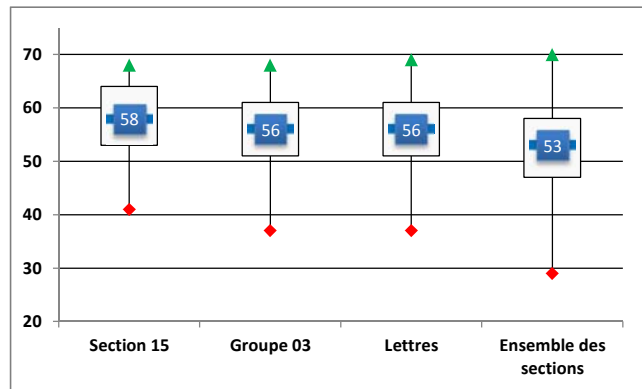 70
60
50
40
30
20
58
56
56
53
Section 15
Groupe 03
Lettres
Ensemble des
sections